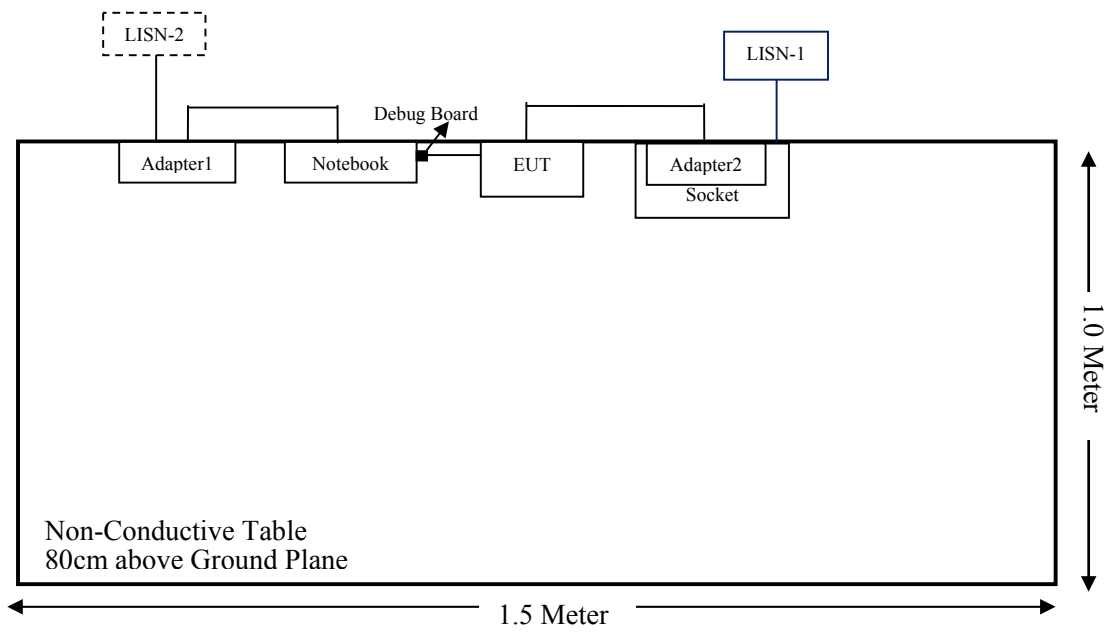 LISN-2
LISN-1
Debug Board
Adapter1
Notebook
EUT
Adapter2
Socket
1.0 Meter
Non-Conductive Table
80cm above Ground Plane
1.5 Meter